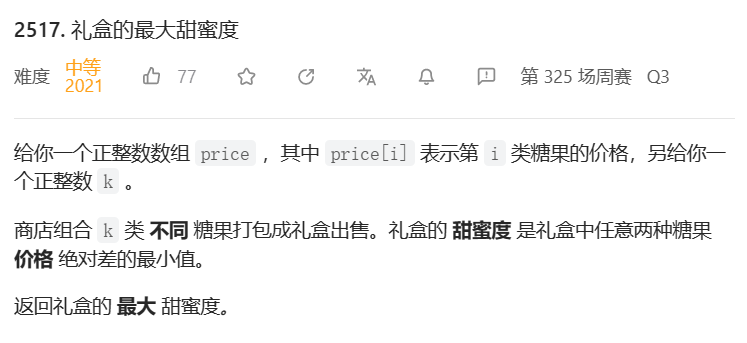 2517. 礼盒的最大甜蜜度
难度 中等 2021 77 第 325 场周赛 Q3
给你一个正整数数组 price ，其中 price[i] 表示第 i 类糖果的价格，另给你一
个正整数 k 。
商店组合 k 类 不同 糖果打包成礼盒出售。礼盒的 甜蜜度 是礼盒中任意两种糖果
价格 绝对差的最小值。
返回礼盒的 最大 甜蜜度。